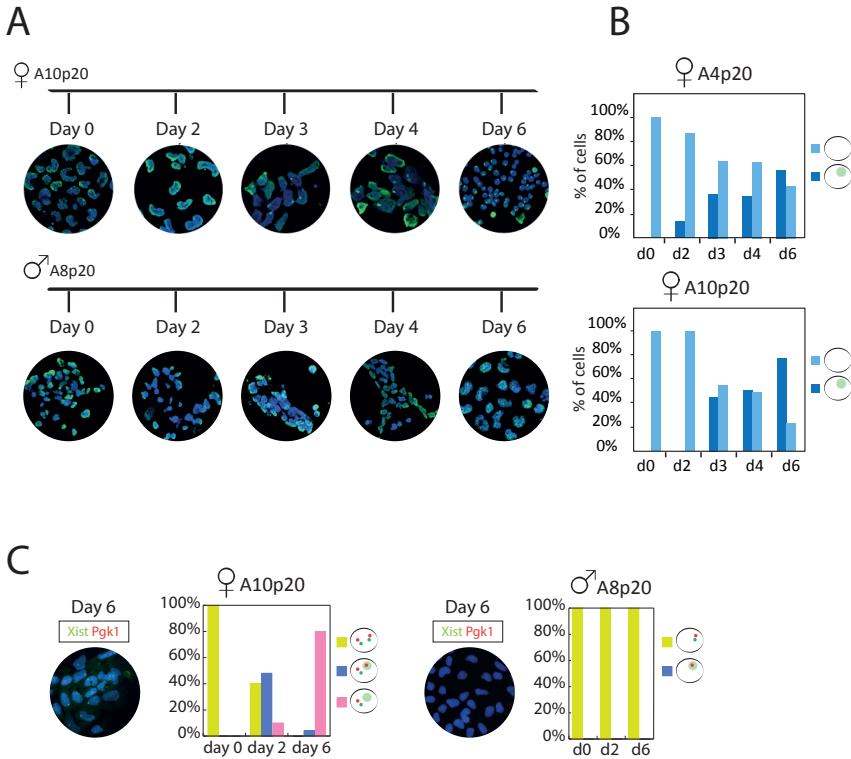 A
♀ A10p20
Day 0 Day 2 Day 3 Day 4 Day 6
♂ A8p20
Day 0 Day 2 Day 3 Day 4 Day 6
B
♀ A4p20
% of cells
100%
80%
60%
40%
20%
0%
d0 d2 d3 d4 d6
♀ A10p20
% of cells
100%
80%
60%
40%
20%
0%
d0 d2 d3 d4 d6
C
Day 6
Xist Pgk1
♀ A10p20
100%
80%
60%
40%
20%
0%
day 0 day 2 day 6
Day 6
Xist Pgk1
♂ A8p20
100%
80%
60%
40%
20%
0%
d0 d2 d6